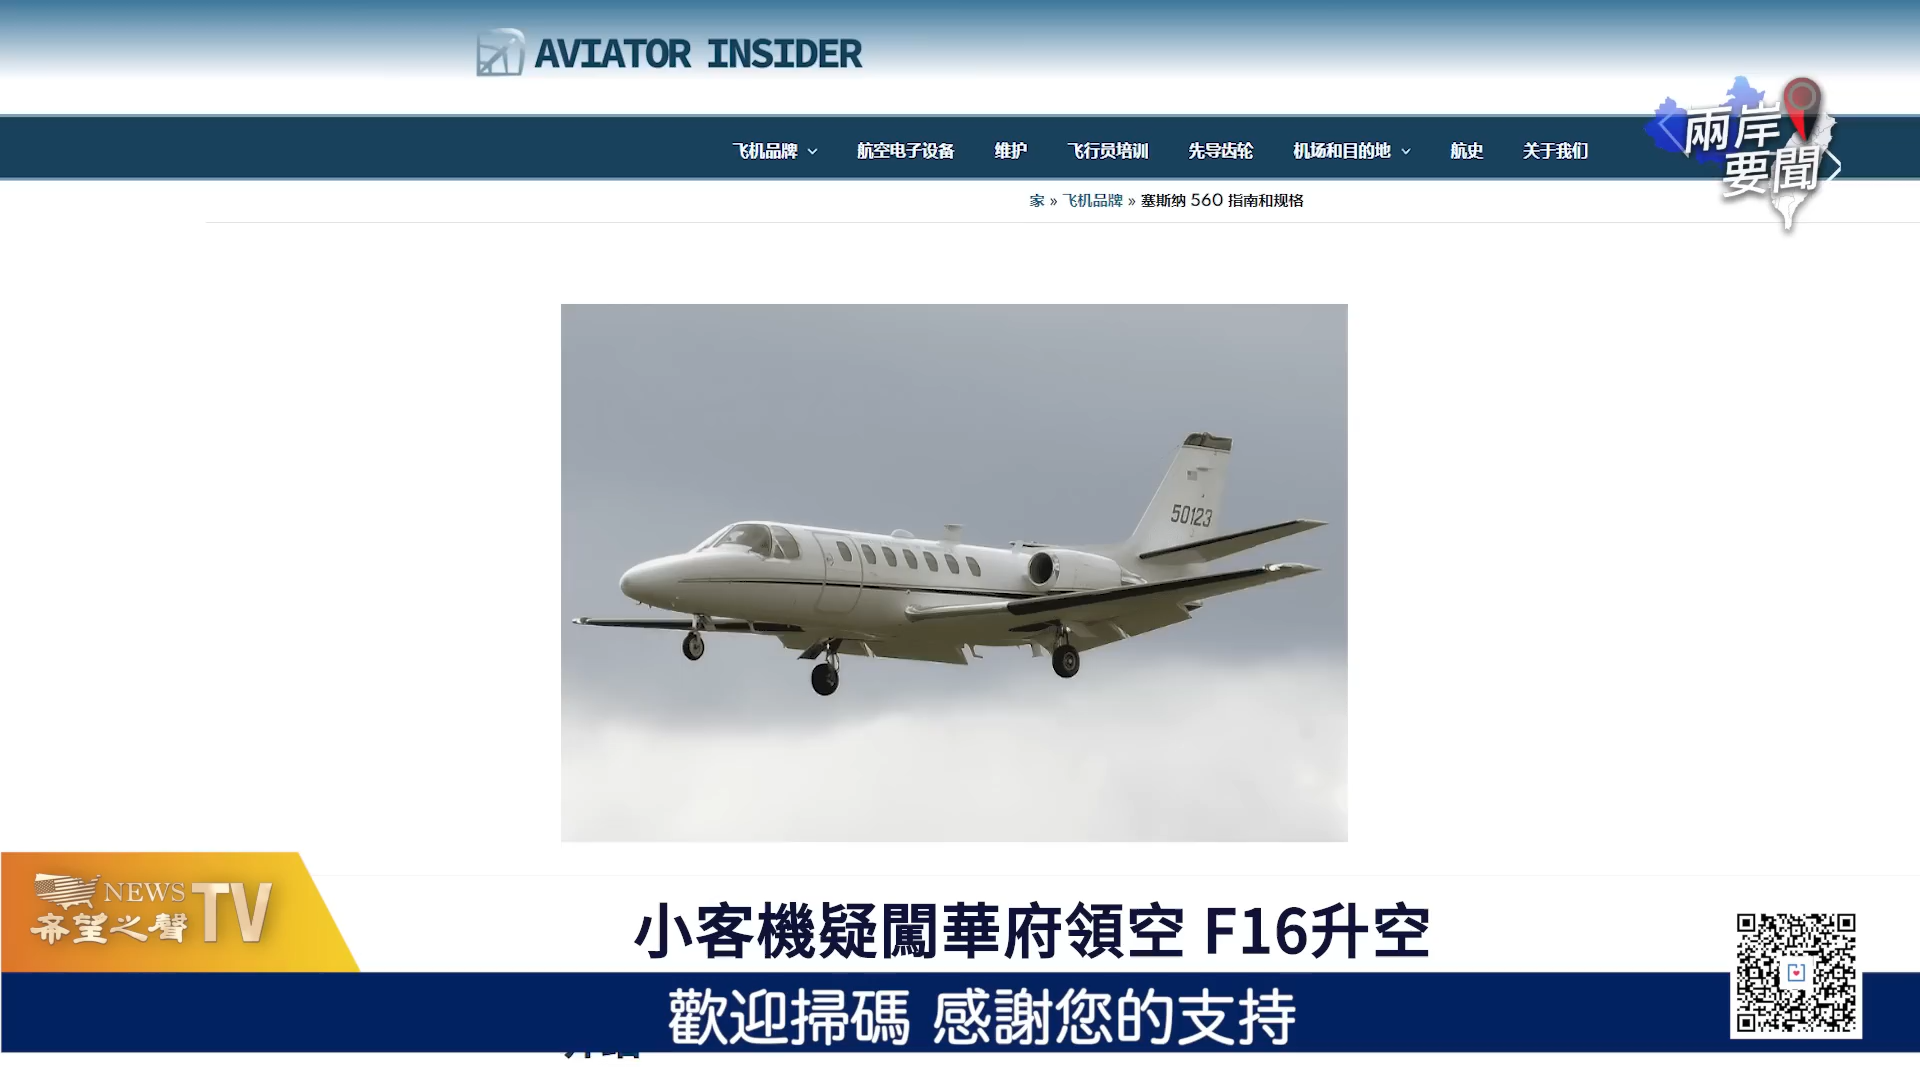 AVIATOR INSIDER
飞机品牌 航空电子设备 维护 飞行员培训 先导齿轮 机场和目的地 航史 关于我们
兩岸
要聞
家 » 飞机品牌 » 塞斯纳 560 指南和规格
50123
NEWS
希望之聲TV
小客機疑闖華府領空 F16升空
歡迎掃碼 感謝您的支持